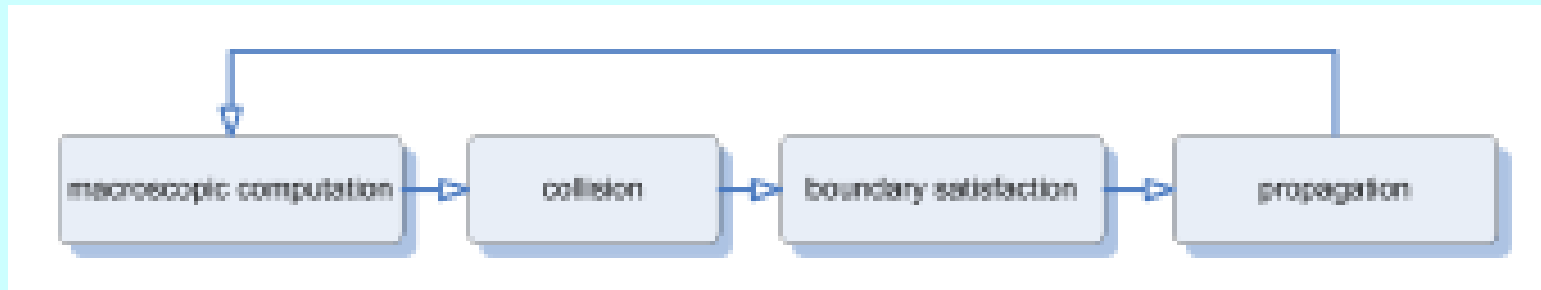 macroscopic computation
collision
boundary satisfaction
propagation